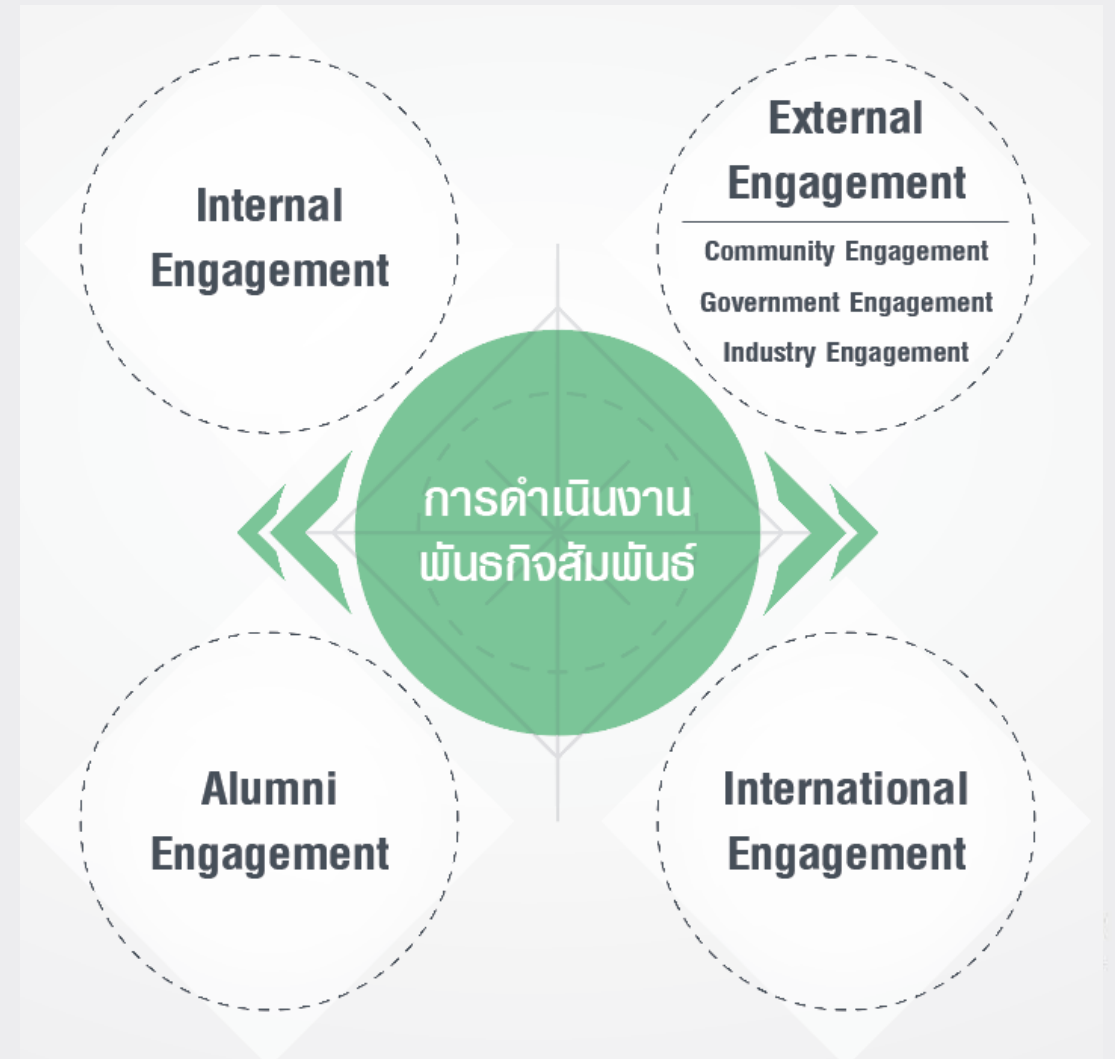 Internal
Engagement
External
Engagement
Community Engagement
Government Engagement
Industry Engagement
การดำเนินงาน
พันธกิจสัมพันธ์
Alumni
Engagement
International
Engagement